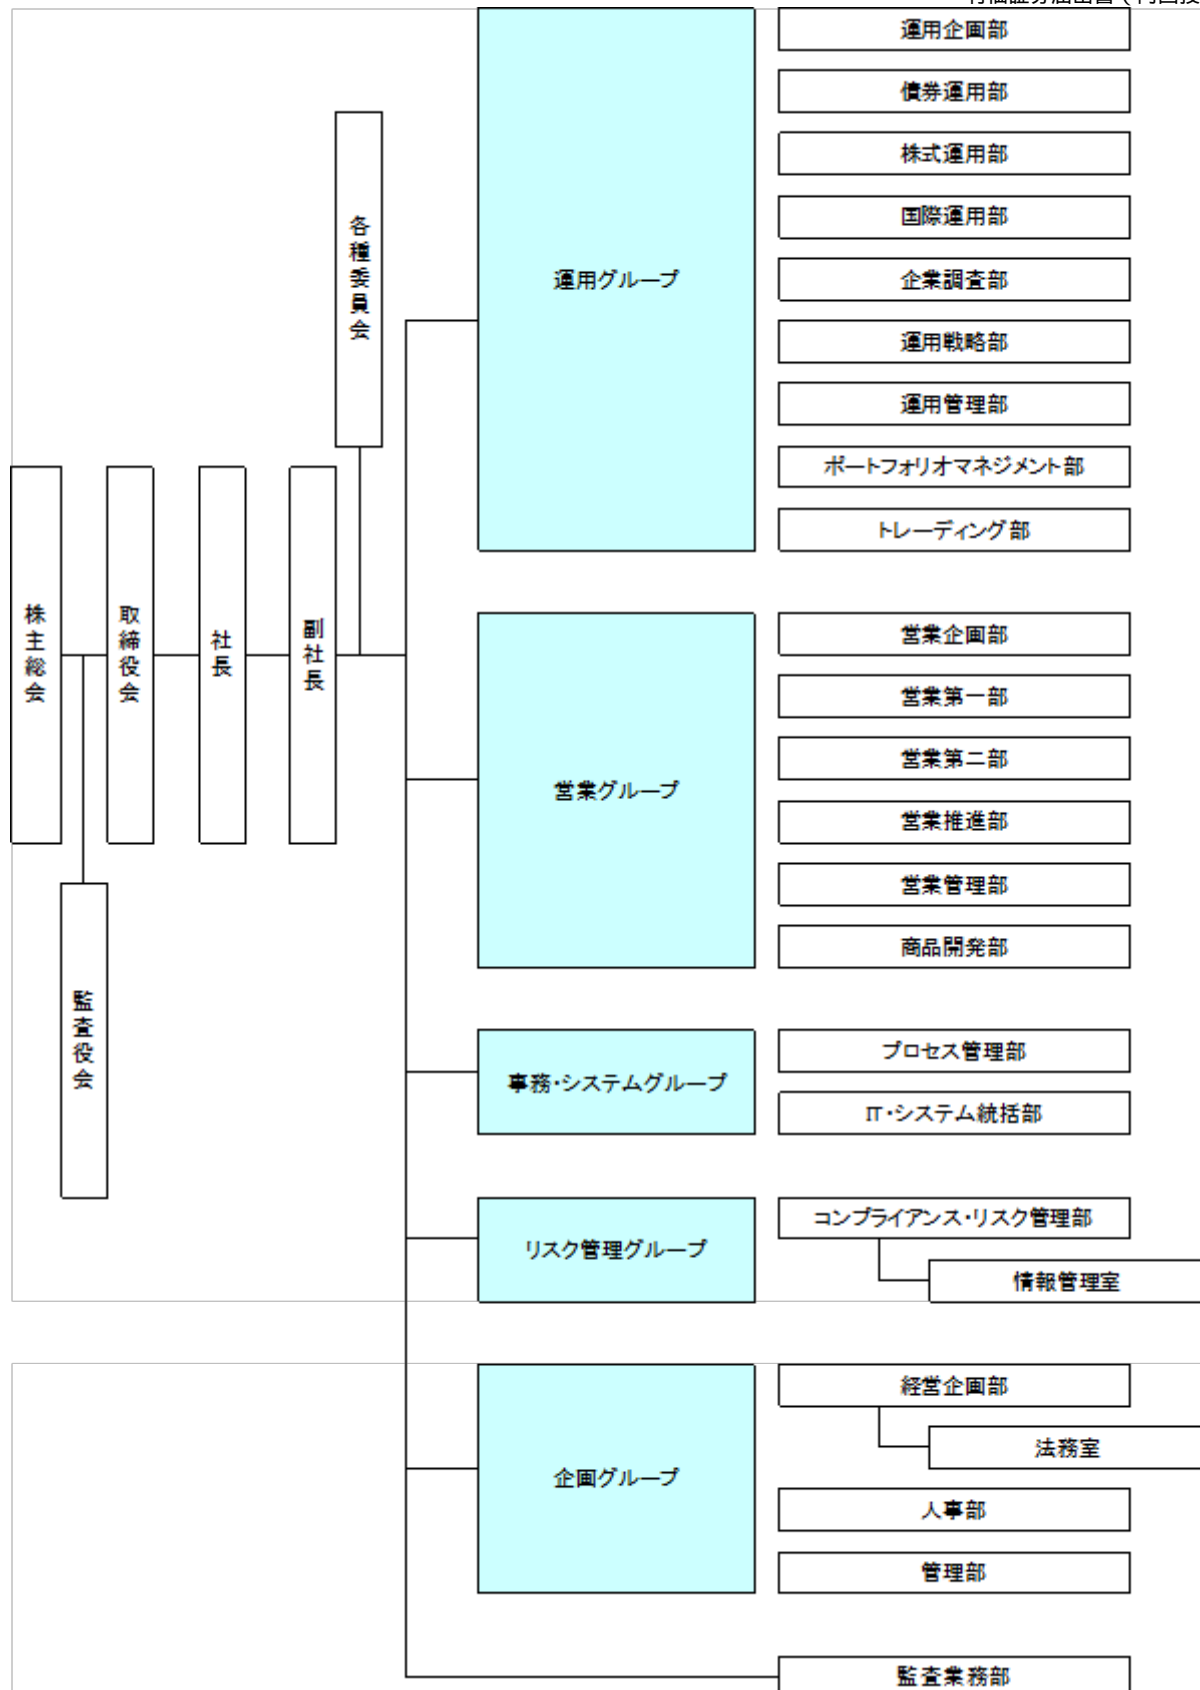 株主総会
監査役会
取締役会
社長
副社長
各種委員会
運用グループ
運用企画部
債券運用部
株式運用部
国際運用部
企業調査部
運用戦略部
運用管理部
ポートフォリオマネジメント部
トレーディング部
営業グループ
営業企画部
営業第一部
営業第二部
営業推進部
営業管理部
商品開発部
事務・システムグループ
プロセス管理部
IT・システム統括部
リスク管理グループ
コンプライアンス・リスク管理部
情報管理室
企画グループ
経営企画部
法務室
人事部
管理部
監査業務部